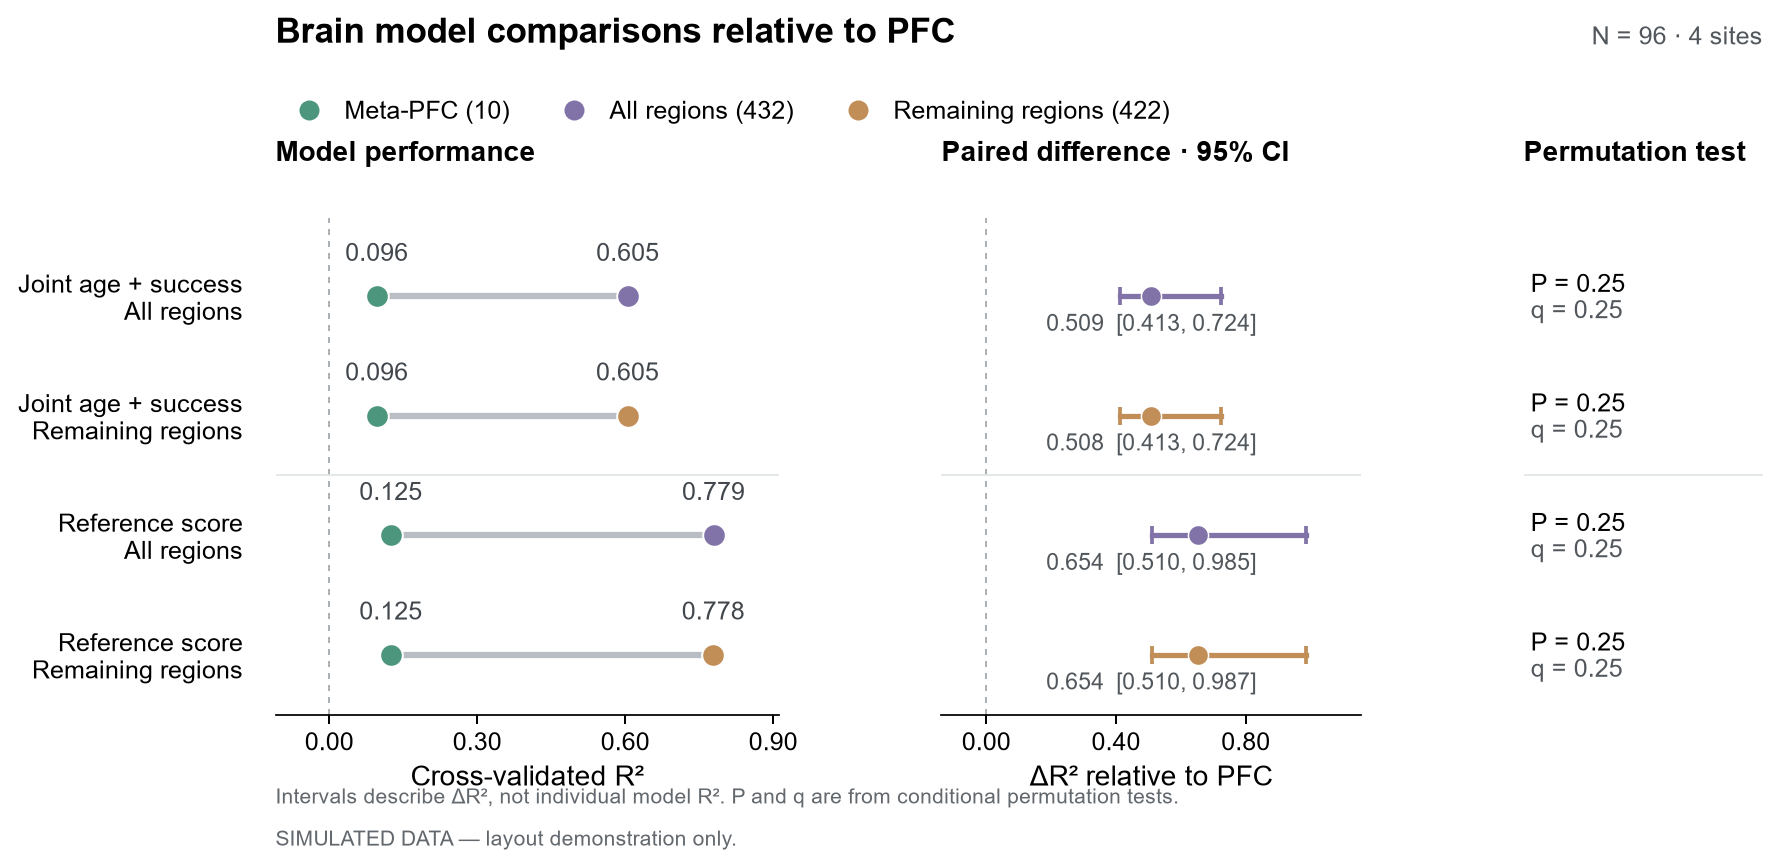 Brain model comparisons relative to PFC
N = 96 · 4 sites
Meta-PFC (10)
All regions (432)
Remaining regions (422)
Model performance
Paired difference · 95% CI
Permutation test
0.096
0.605
Joint age + success
All regions
0.509 [0.413, 0.724]
P = 0.25
q = 0.25
0.096
0.605
Joint age + success
Remaining regions
0.508 [0.413, 0.724]
P = 0.25
q = 0.25
0.125
0.779
Reference score
All regions
0.654 [0.510, 0.985]
P = 0.25
q = 0.25
0.125
0.778
Reference score
Remaining regions
0.654 [0.510, 0.987]
P = 0.25
q = 0.25
0.00 0.30 0.60 0.90
Cross-validated R²
0.00 0.40 0.80
ΔR² relative to PFC
Intervals describe ΔR², not individual model R². P and q are from conditional permutation tests.
SIMULATED DATA — layout demonstration only.